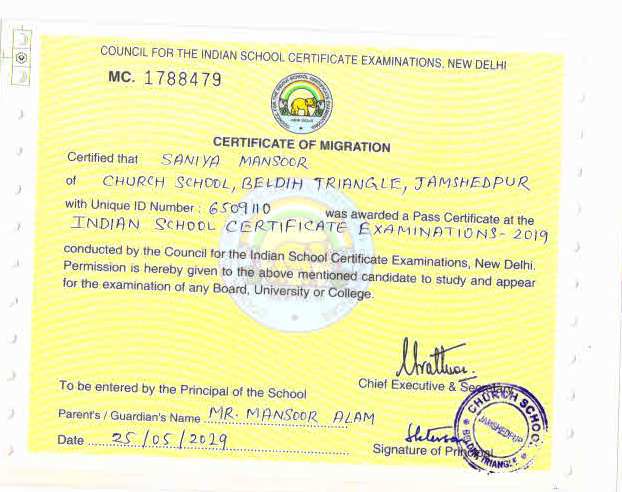 COUNCIL FOR THE INDIAN SCHOOL CERTIFICATE EXAMINATIONS, NEW DELHI
MC. 1788479
NEW DELHI
CERTIFICATE OF MIGRATION
Certified that SANIYA MANSOOR
of CHURCH SCHOOL, BELDIH TRIANGLE, JAMSHEDPUR
with Unique ID Number : 6509110 was awarded a Pass Certificate at the
INDIAN SCHOOL CERTIFICATE EXAMINATIONS- 2019
conducted by the Council for the Indian School Certificate Examinations, New Delhi.
Permission is hereby given to the above mentioned candidate to study and appear
for the examination of any Board, University or College.
Chief Executive & Secretary
To be entered by the Principal of the School
Parent's / Guardian's Name MR. MANSOOR ALAM
Date 25/05/2019
Signature of Principal
CHURCH SCHOOL
JAMSHEDPUR
TRIANGLE